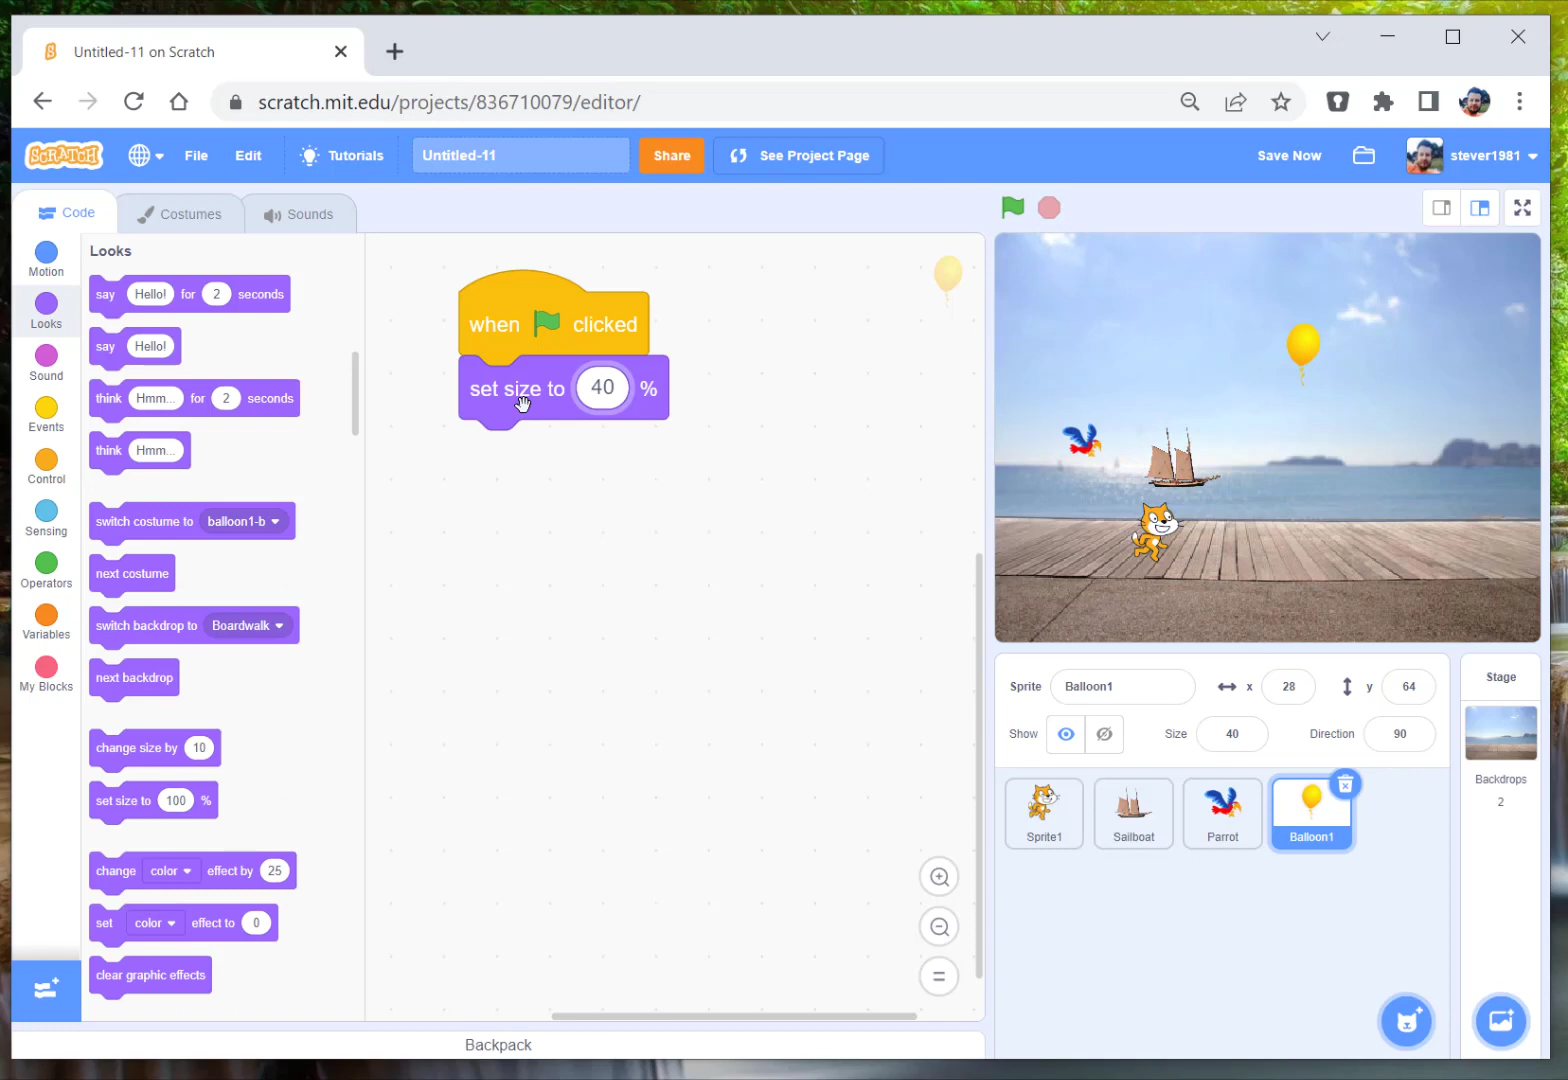 Untitled-11 on Scratch
scratch.mit.edu/projects/836710079/editor/
SCRATCH
File
Edit
Tutorials
Untitled-11
Share
See Project Page
Save Now
stever1981
Code
Costumes
Sounds
Motion
Looks
Sound
Events
Control
Sensing
Operators
Variables
My Blocks
Looks
say Hello! for 2 seconds
say Hello!
think Hmm... for 2 seconds
think Hmm...
switch costume to balloon1-b
next costume
switch backdrop to Boardwalk
next backdrop
change size by 10
set size to 100 %
change color effect by 25
set color effect to 0
clear graphic effects
when clicked
set size to 40 %
Backpack
Sprite Balloon1 x 28 y 64
Show Size 40 Direction 90
Sprite1
Sailboat
Parrot
Balloon1
Stage
Backdrops
2